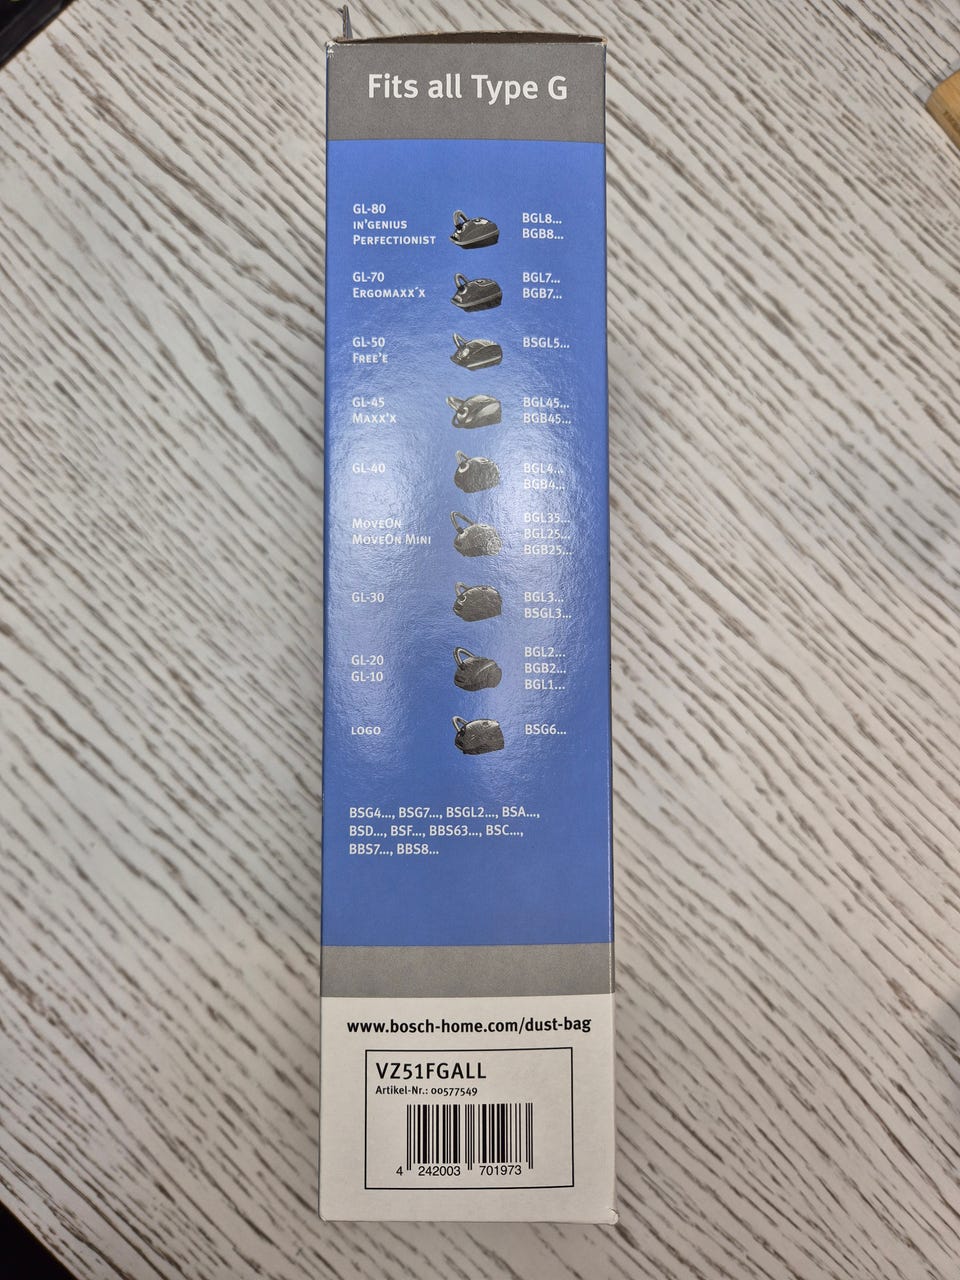 Fits all Type G
GL-80
in'genius
Perfectionist
BGL8...
BGB8...
GL-70
Ergomaxx´x
BGL7...
BGB7...
GL-50
Free'e
BSGL5...
GL-45
Maxx'x
BGL45...
BGB45...
GL-40
BGL4...
BGB4...
MoveOn
MoveOn Mini
BGL35...
BGL25...
BGB25...
GL-30
BGL3...
BSGL3...
GL-20
GL-10
BGL2...
BGB2...
BGL1...
LOGO
BSG6...
BSG4..., BSG7..., BSGL2..., BSA...,
BSD..., BSF..., BBS63..., BSC...,
BBS7..., BBS8...
www.bosch-home.com/dust-bag
VZ51FGALL
Artikel-Nr.: 00577549
4 242003 701973